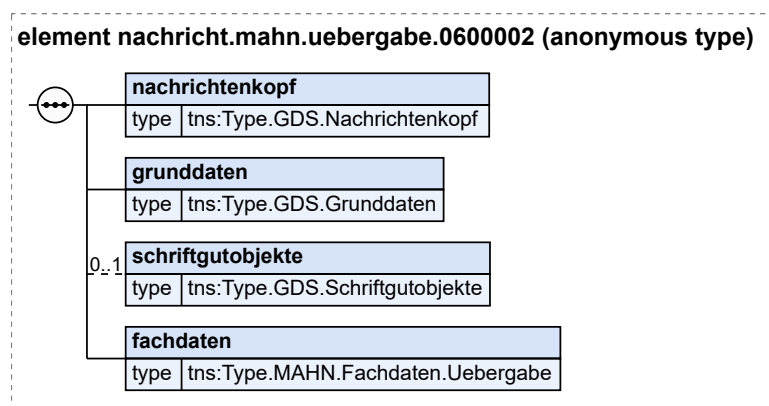 element nachricht.mahn.uebergabe.0600002 (anonymous type)
nachrichtenkopf
type tns:Type.GDS.Nachrichtenkopf
grunddaten
type tns:Type.GDS.Grunddaten
0..1
schriftgutobjekte
type tns:Type.GDS.Schriftgutobjekte
fachdaten
type tns:Type.MAHN.Fachdaten.Uebergabe